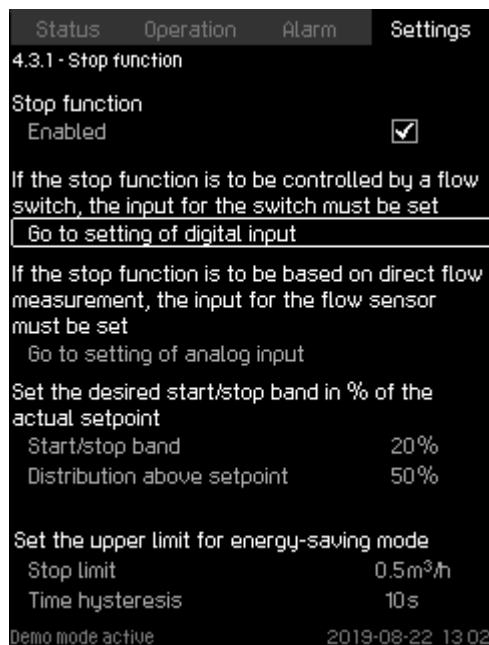 Status Operation Alarm Settings
4.3.1 - Stop function
Stop function
Enabled
If the stop function is to be controlled by a flow
switch, the input for the switch must be set
Go to setting of digital input
If the stop function is to be based on direct flow
measurement, the input for the flow sensor
must be set
Go to setting of analog input
Set the desired start/stop band in % of the
actual setpoint
Start/stop band 20%
Distribution above setpoint 50%
Set the upper limit for energy-saving mode
Stop limit 0.5m³/h
Time hysteresis 10s
Demo mode active 2019-08-22 13:02